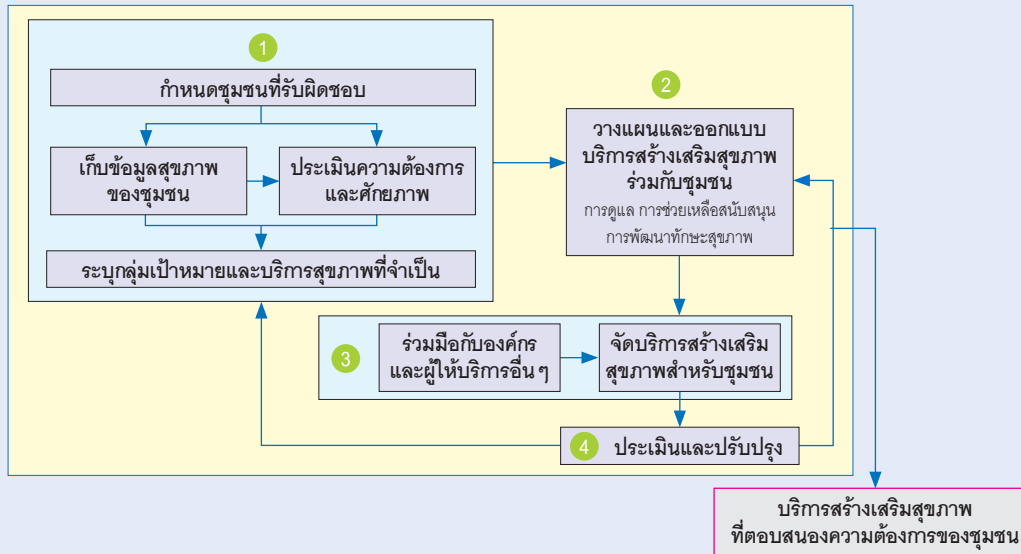 1
กำหนดชุมชนที่รับผิดชอบ
เก็บข้อมูลสุขภาพ
ของชุมชน
ประเมินความต้องการ
และศักยภาพ
ระบุกลุ่มเป้าหมายและบริการสุขภาพที่จำเป็น
2
วางแผนและออกแบบ
บริการสร้างเสริมสุขภาพ
ร่วมกับชุมชน
การดูแล การช่วยเหลือสนับสนุน
การพัฒนาทักษะสุขภาพ
3
ร่วมมือกับองค์กร
และผู้ให้บริการอื่นๆ
จัดบริการสร้างเสริม
สุขภาพสำหรับชุมชน
4 ประเมินและปรับปรุง
บริการสร้างเสริมสุขภาพ
ที่ตอบสนองความต้องการของชุมชน